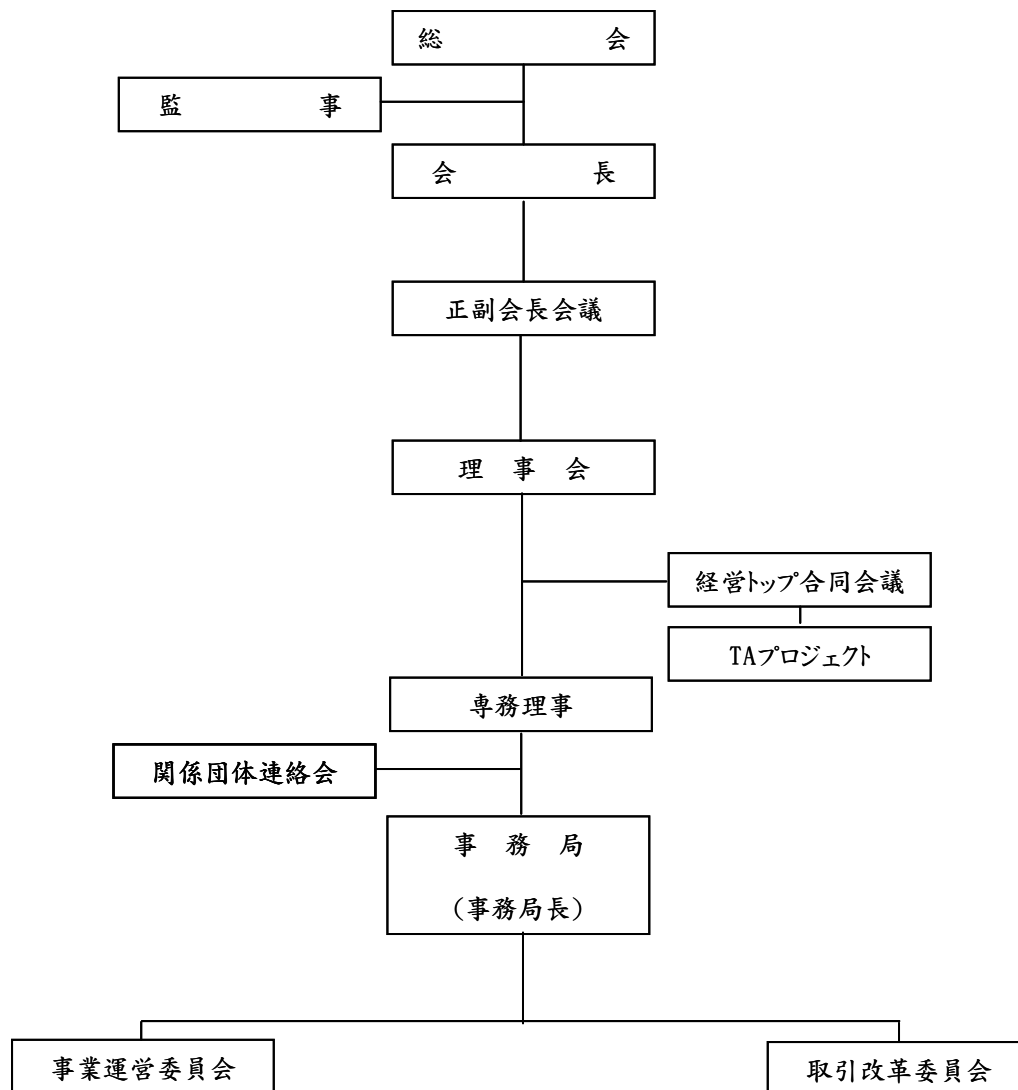 総　会
監　事
会　長
正副会長会議
理　事　会
経営トップ合同会議
TAプロジェクト
専務理事
関係団体連絡会
事　務　局
(事務局長)
事業運営委員会
取引改革委員会